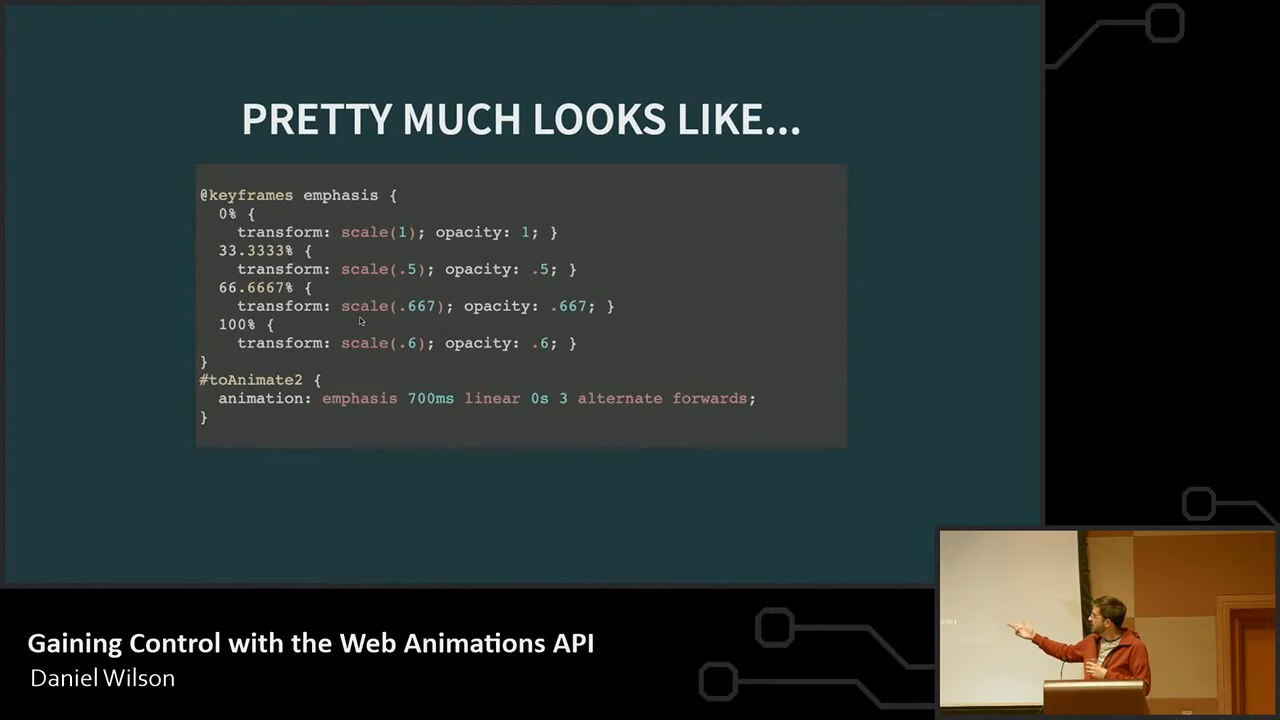 PRETTY MUCH LOOKS LIKE...
@keyframes emphasis {
  0% {
    transform: scale(1); opacity: 1; }
  33.3333% {
    transform: scale(.5); opacity: .5; }
  66.6667% {
    transform: scale(.667); opacity: .667; }
  100% {
    transform: scale(.6); opacity: .6; }
}
#toAnimate2 {
  animation: emphasis 700ms linear 0s 3 alternate forwards;
}
Gaining Control with the Web Animations API
Daniel Wilson